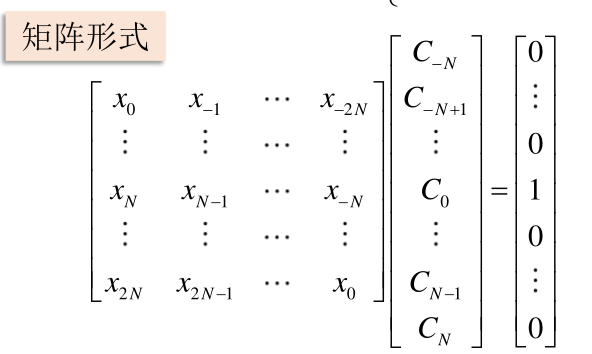 矩阵形式
\begin{bmatrix} x_0 & x_{-1} & \cdots & x_{-2N} \\ \vdots & \vdots & \cdots & \vdots \\ x_N & x_{N-1} & \cdots & x_{-N} \\ \vdots & \vdots & \cdots & \vdots \\ x_{2N} & x_{2N-1} & \cdots & x_0 \end{bmatrix} \begin{bmatrix} C_{-N} \\ C_{-N+1} \\ \vdots \\ C_0 \\ \vdots \\ C_{N-1} \\ C_N \end{bmatrix} = \begin{bmatrix} 0 \\ \vdots \\ 0 \\ 1 \\ 0 \\ \vdots \\ 0 \end{bmatrix}